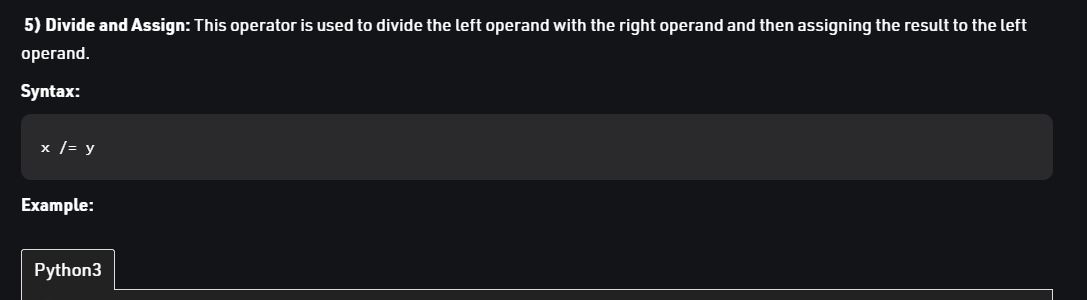 5) Divide and Assign: This operator is used to divide the left operand with the right operand and then assigning the result to the left
operand.
Syntax:
x /= y
Example:
Python3